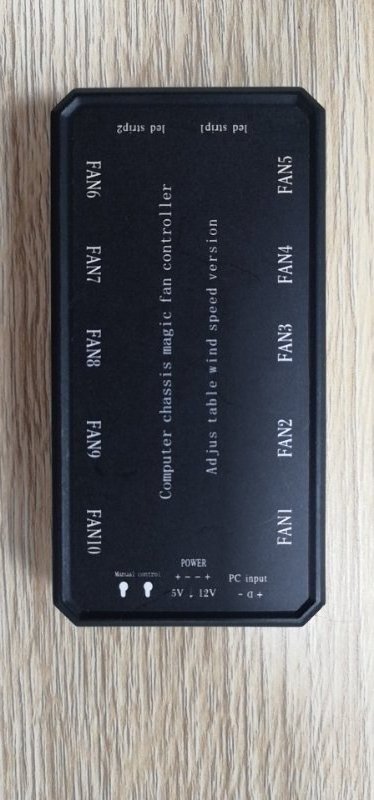 led strip2
led strip1
FAN6
FAN7
FAN8
FAN9
FAN10
Computer chassis magic fan controller
Adjus table wind speed version
FAN5
FAN4
FAN3
FAN2
FAN1
Manual control
POWER
+ - - +
5V . 12V
PC input
- D +